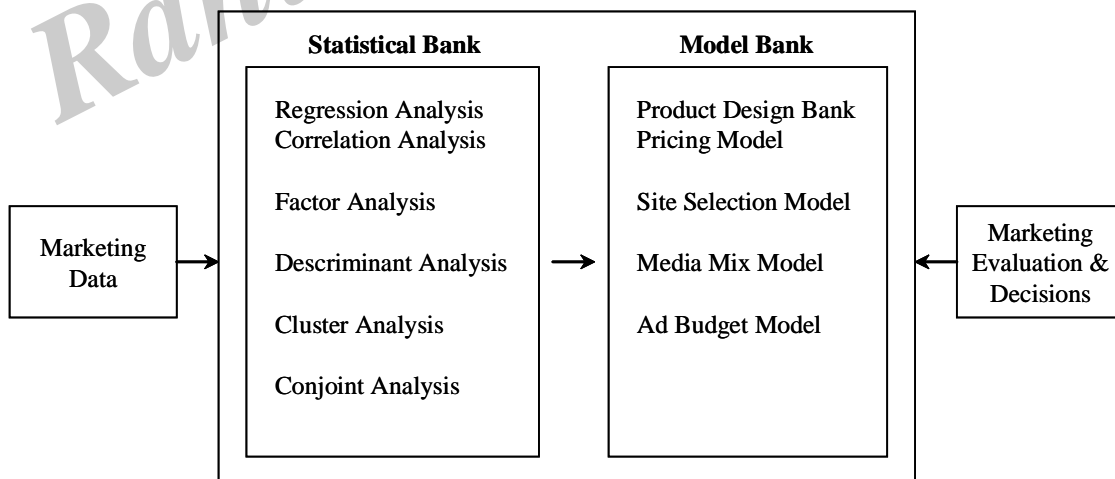 Statistical Bank
Model Bank
Regression Analysis
Correlation Analysis
Factor Analysis
Descriminant Analysis
Cluster Analysis
Conjoint Analysis
Product Design Bank
Pricing Model
Site Selection Model
Media Mix Model
Ad Budget Model
Marketing
Data
Marketing
Evaluation &
Decisions